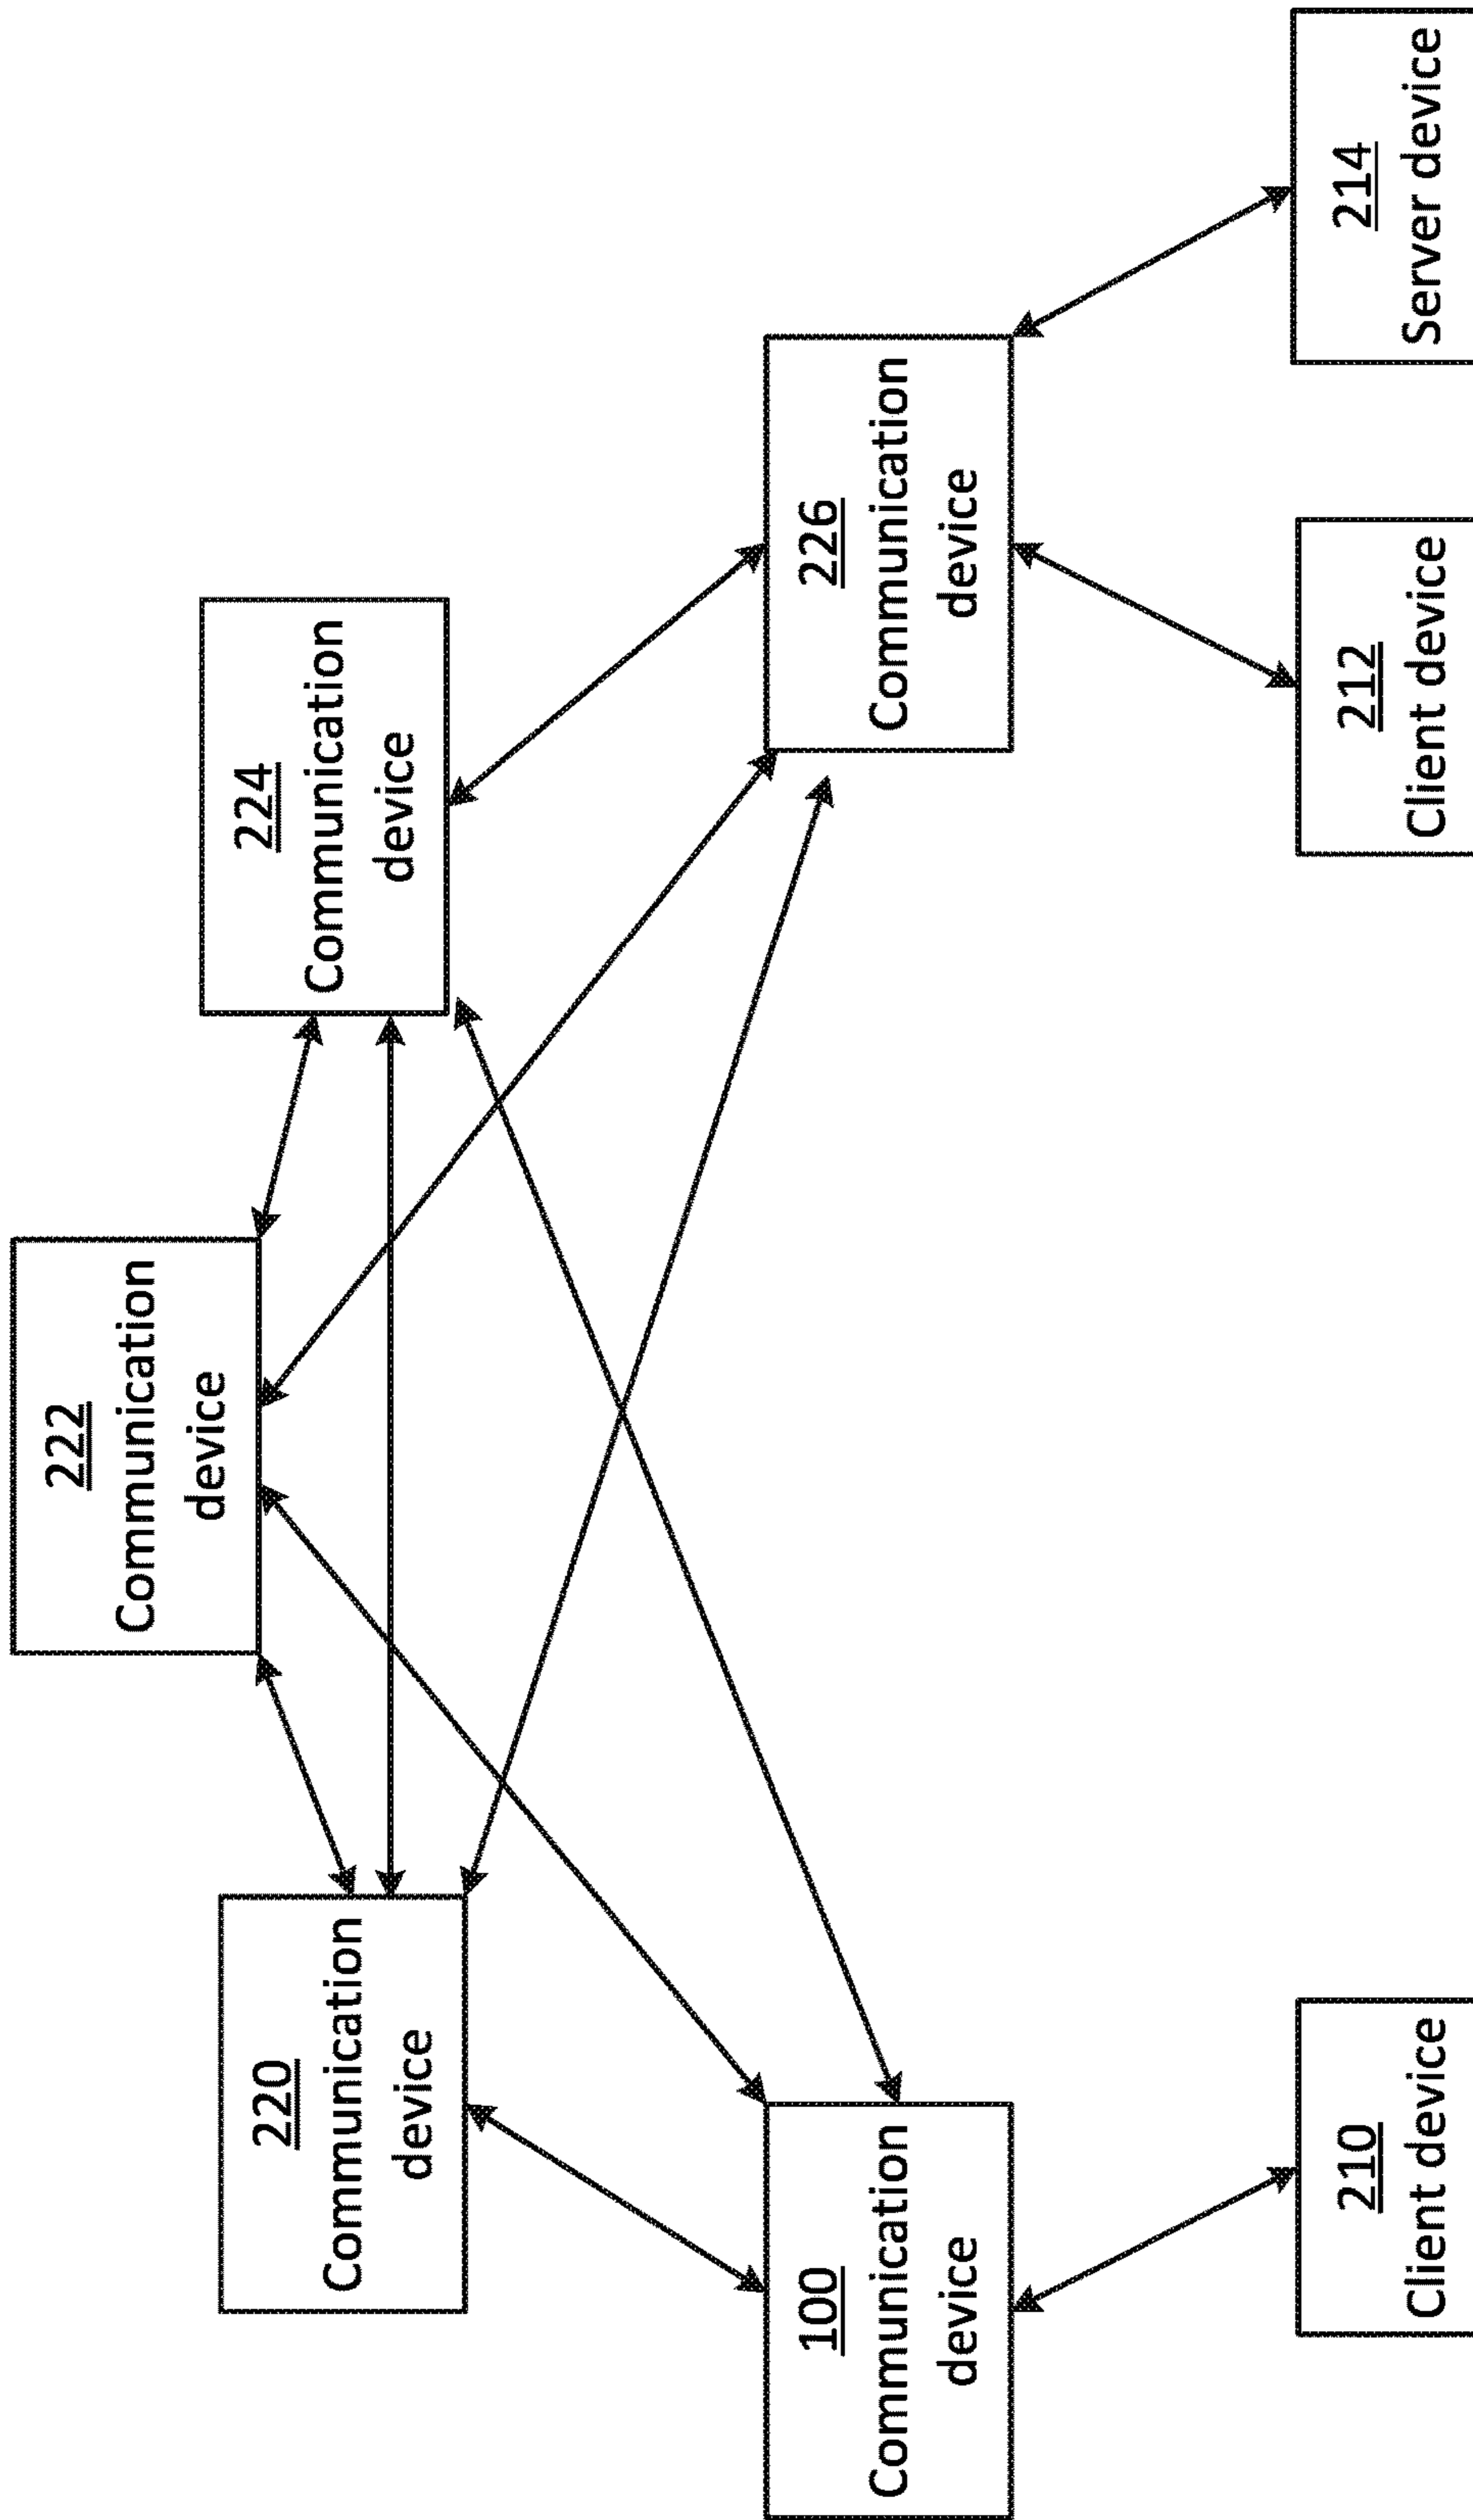 222
Communication
device
220
Communication
device
224
Communication
device
100
Communication
device
226
Communication
device
210
Client device
212
Client device
214
Server device